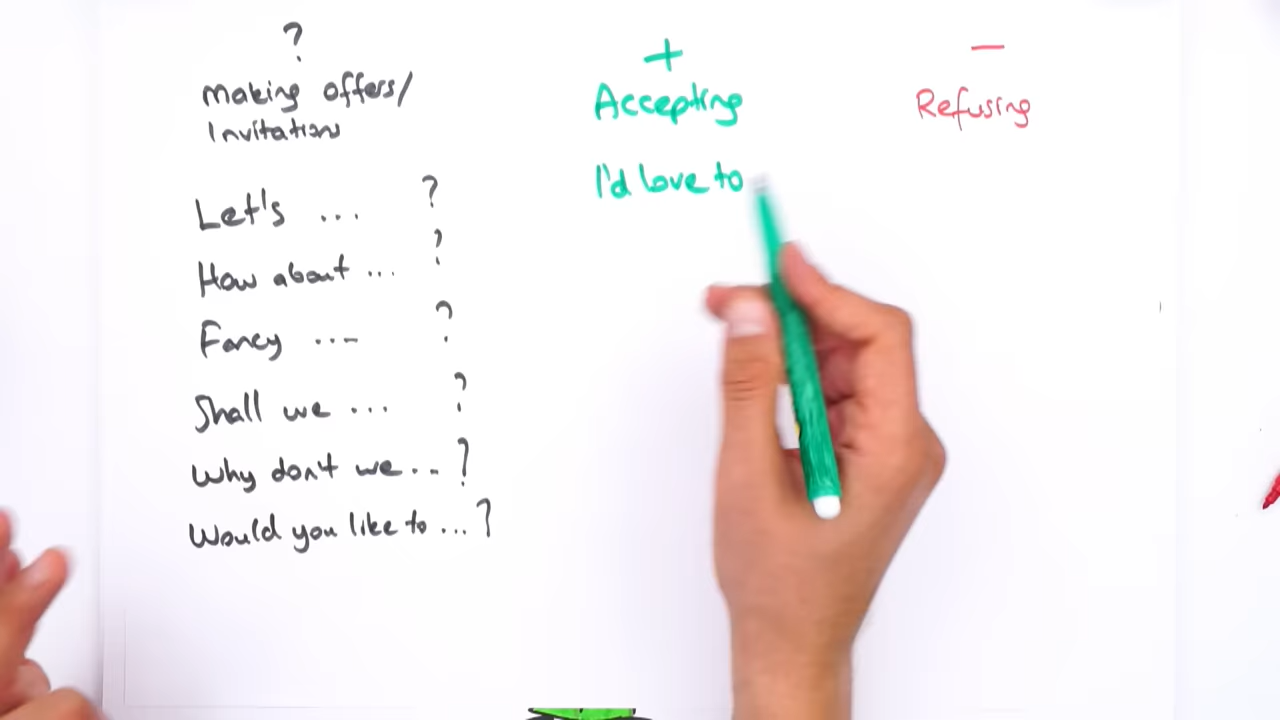 ?
Making offers/
Invitations
Let's ... ?
How about ... ?
Fancy ... ?
Shall we ... ?
Why don't we ... ?
Would you like to ... ?
+
Accepting
I'd love to
−
Refusing